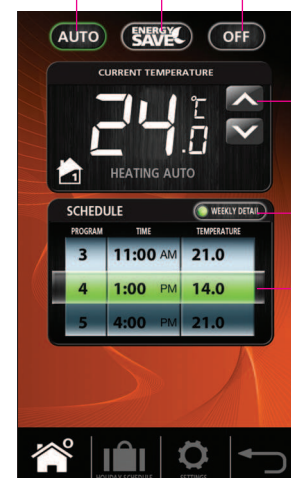 AUTO ENERGY SAVE OFF
CURRENT TEMPERATURE
24.0 °C
1 HEATING AUTO
SCHEDULE WEEKLY DETAIL
PROGRAM TIME TEMPERATURE
3 11:00 AM 21.0
4 1:00 PM 14.0
5 4:00 PM 21.0
HOLIDAY SCHEDULE SETTINGS